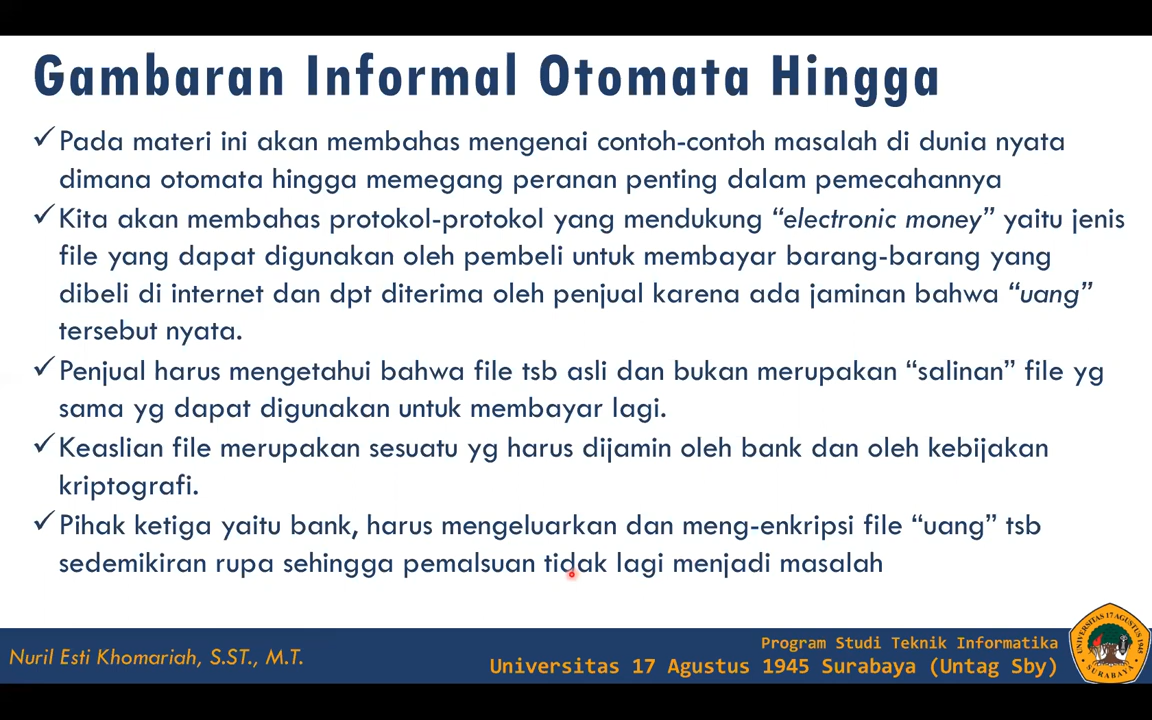 Gambaran Informal Otomata Hingga
✓Pada materi ini akan membahas mengenai contoh-contoh masalah di dunia nyata
dimana otomata hingga memegang peranan penting dalam pemecahannya
✓Kita akan membahas protokol-protokol yang mendukung “electronic money” yaitu jenis
file yang dapat digunakan oleh pembeli untuk membayar barang-barang yang
dibeli di internet dan dpt diterima oleh penjual karena ada jaminan bahwa “uang”
tersebut nyata.
✓Penjual harus mengetahui bahwa file tsb asli dan bukan merupakan “salinan” file yg
sama yg dapat digunakan untuk membayar lagi.
✓Keaslian file merupakan sesuatu yg harus dijamin oleh bank dan oleh kebijakan
kriptografi.
✓Pihak ketiga yaitu bank, harus mengeluarkan dan meng-enkripsi file “uang” tsb
sedemikiran rupa sehingga pemalsuan tidak lagi menjadi masalah
Nuril Esti Khomariah, S.ST., M.T.
Program Studi Teknik Informatika
Universitas 17 Agustus 1945 Surabaya (Untag Sby)
UNIVERSITAS 17 AGUSTUS 1945
SURABAYA